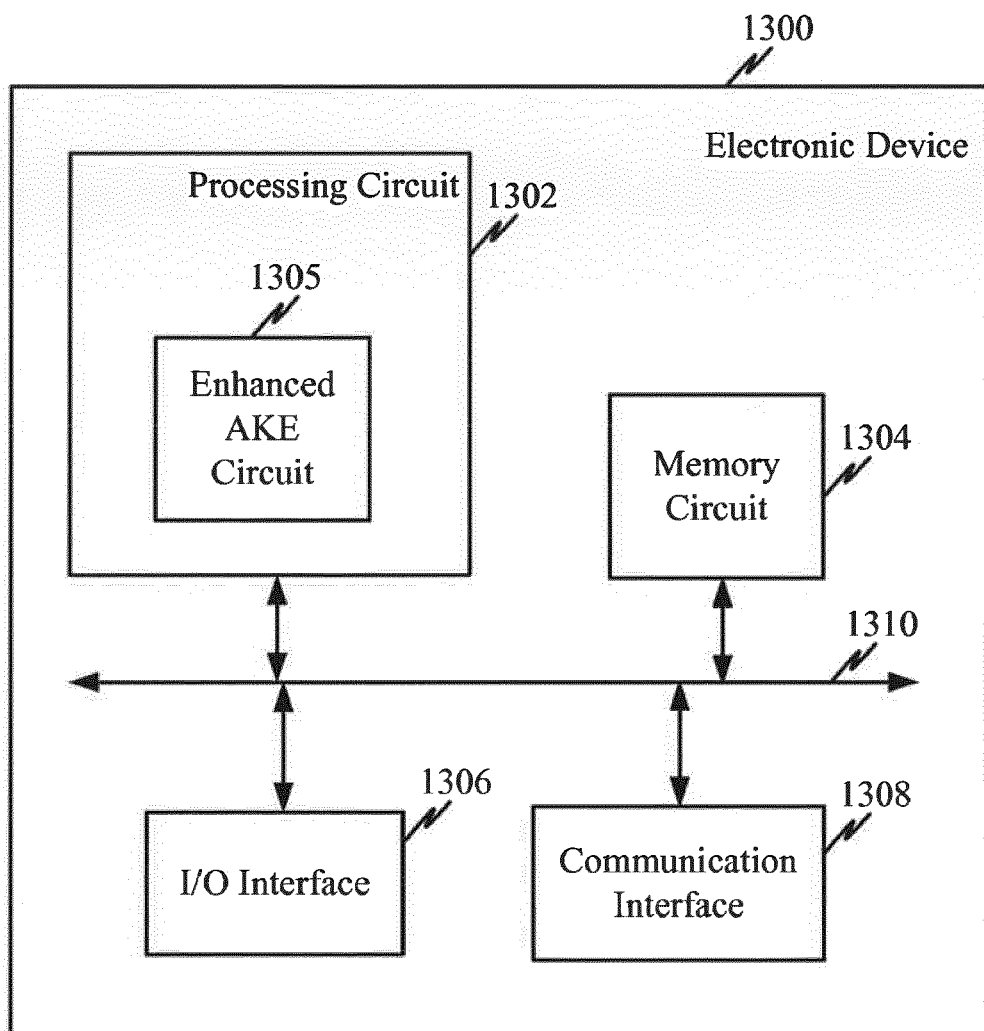 1300
Electronic Device
Processing Circuit
1302
1305
Enhanced
AKE
Circuit
1304
Memory
Circuit
1310
1306
I/O Interface
1308
Communication
Interface